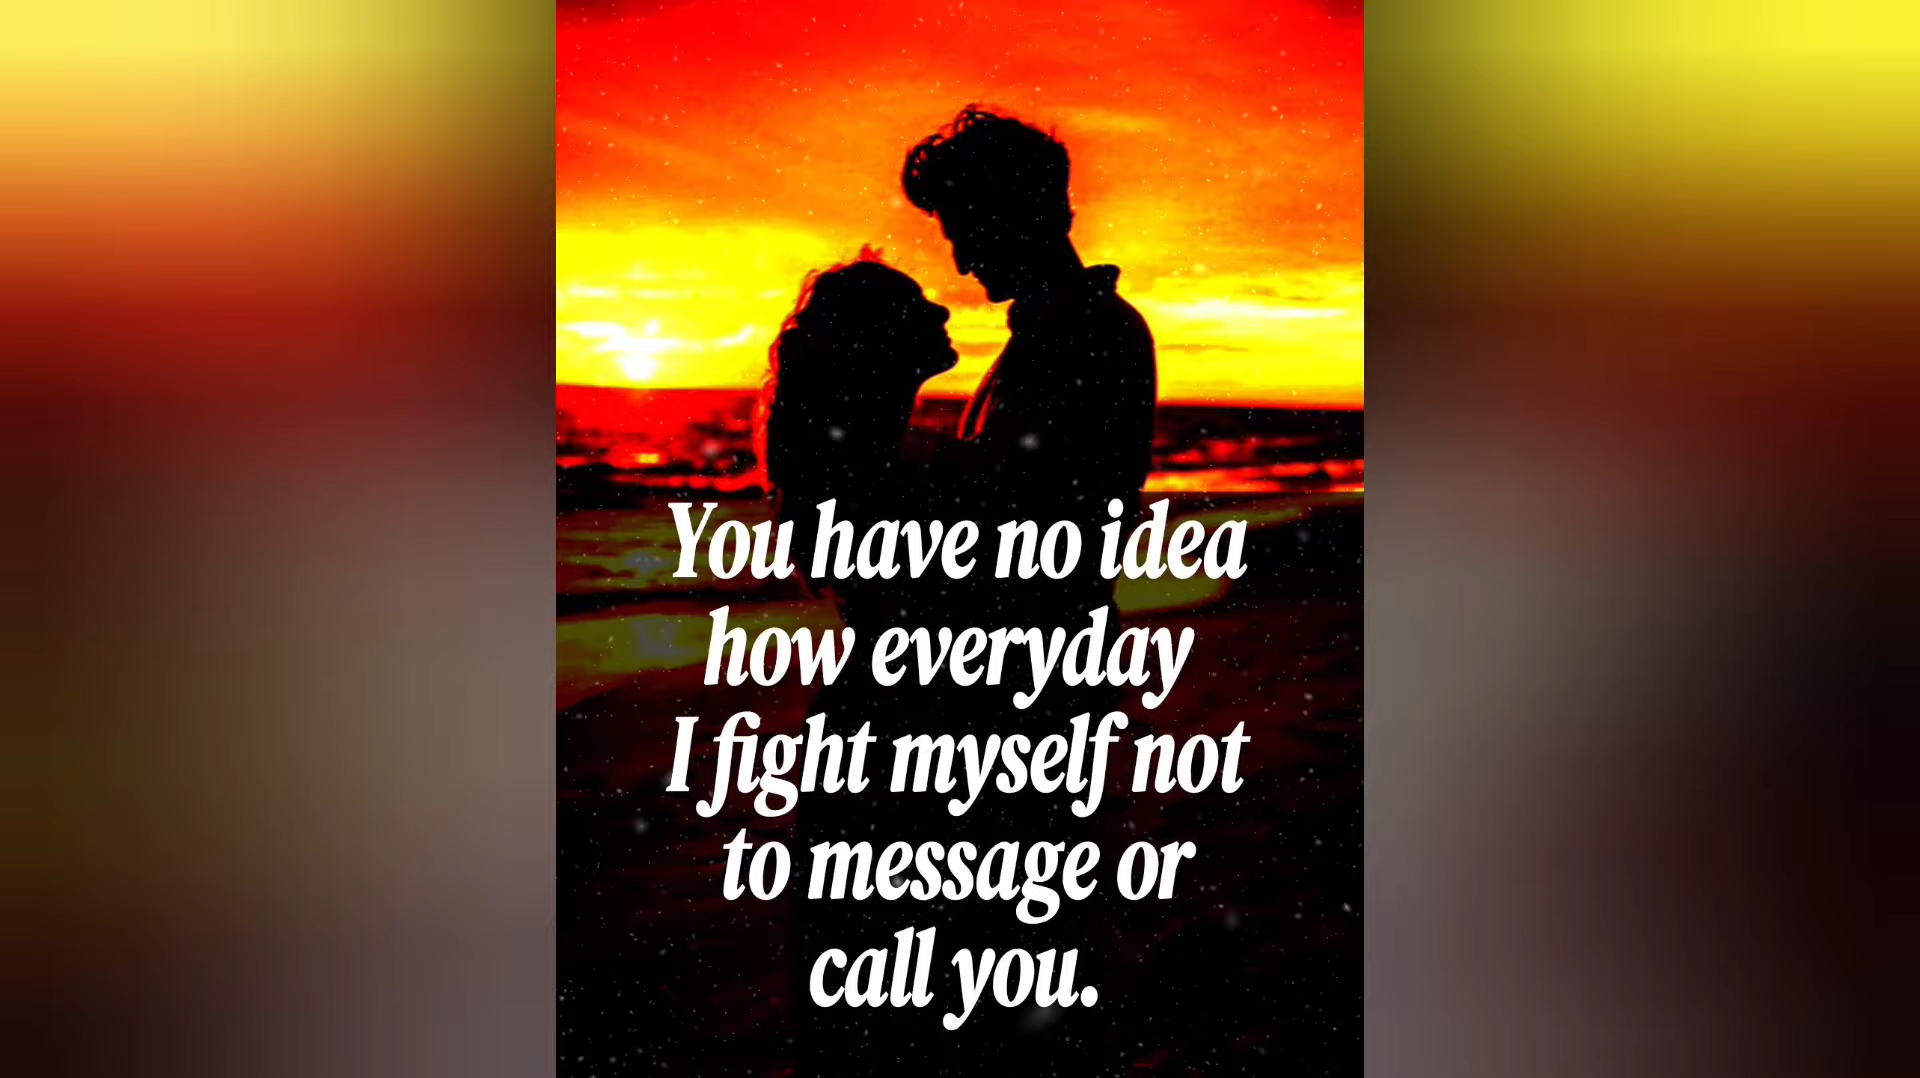 You have no idea
how everyday
I fight myself not
to message or
call you.